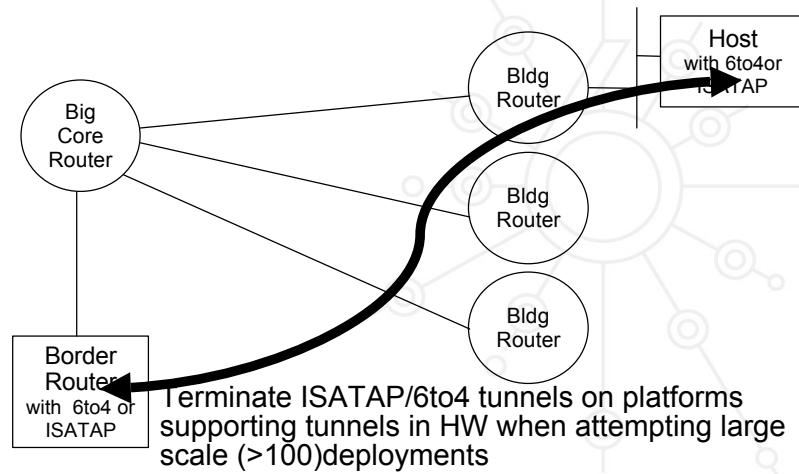 Host
with 6to4or
ISATAP
Bldg
Router
Big
Core
Router
Bldg
Router
Bldg
Router
Border
Router
with 6to4 or
ISATAP
Terminate ISATAP/6to4 tunnels on platforms
supporting tunnels in HW when attempting large
scale (>100)deployments